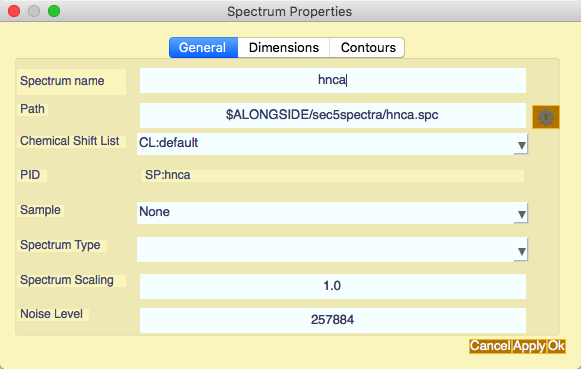 Spectrum Properties
General Dimensions Contours
Spectrum name hnca
Path $ALONGSIDE/sec5spectra/hnca.spc
Chemical Shift List CL:default
PID SP:hnca
Sample None
Spectrum Type
Spectrum Scaling 1.0
Noise Level 257884
Cancel Apply Ok